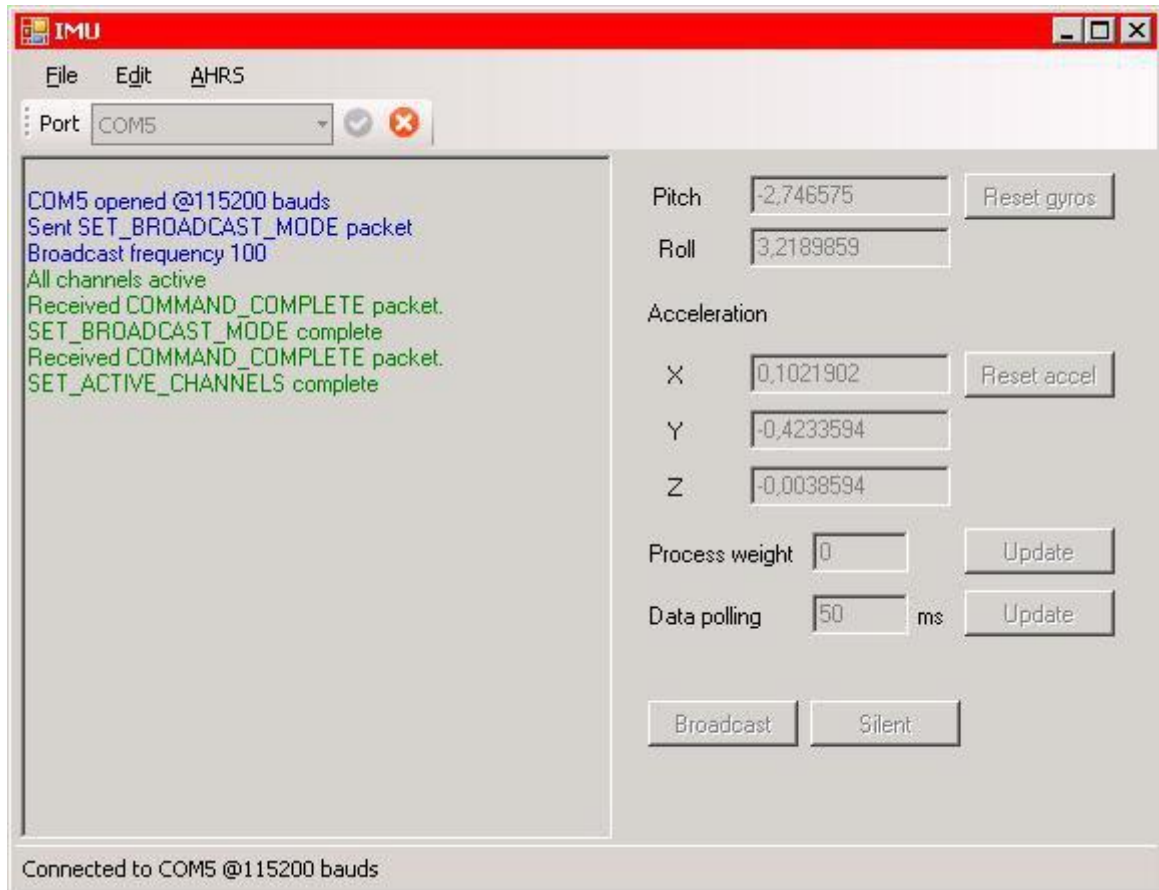 IMU
File Edit AHRS
Port COM5
COM5 opened @115200 bauds
Sent SET_BROADCAST_MODE packet
Broadcast frequency 100
All channels active
Received COMMAND_COMPLETE packet.
SET_BROADCAST_MODE complete
Received COMMAND_COMPLETE packet.
SET_ACTIVE_CHANNELS complete
Pitch -2,746575 Reset gyros
Roll 3,2189859
Acceleration
X 0,1021902 Reset accel
Y -0,4233594
Z -0,0038594
Process weight 0 Update
Data polling 50 ms Update
Broadcast Silent
Connected to COM5 @115200 bauds